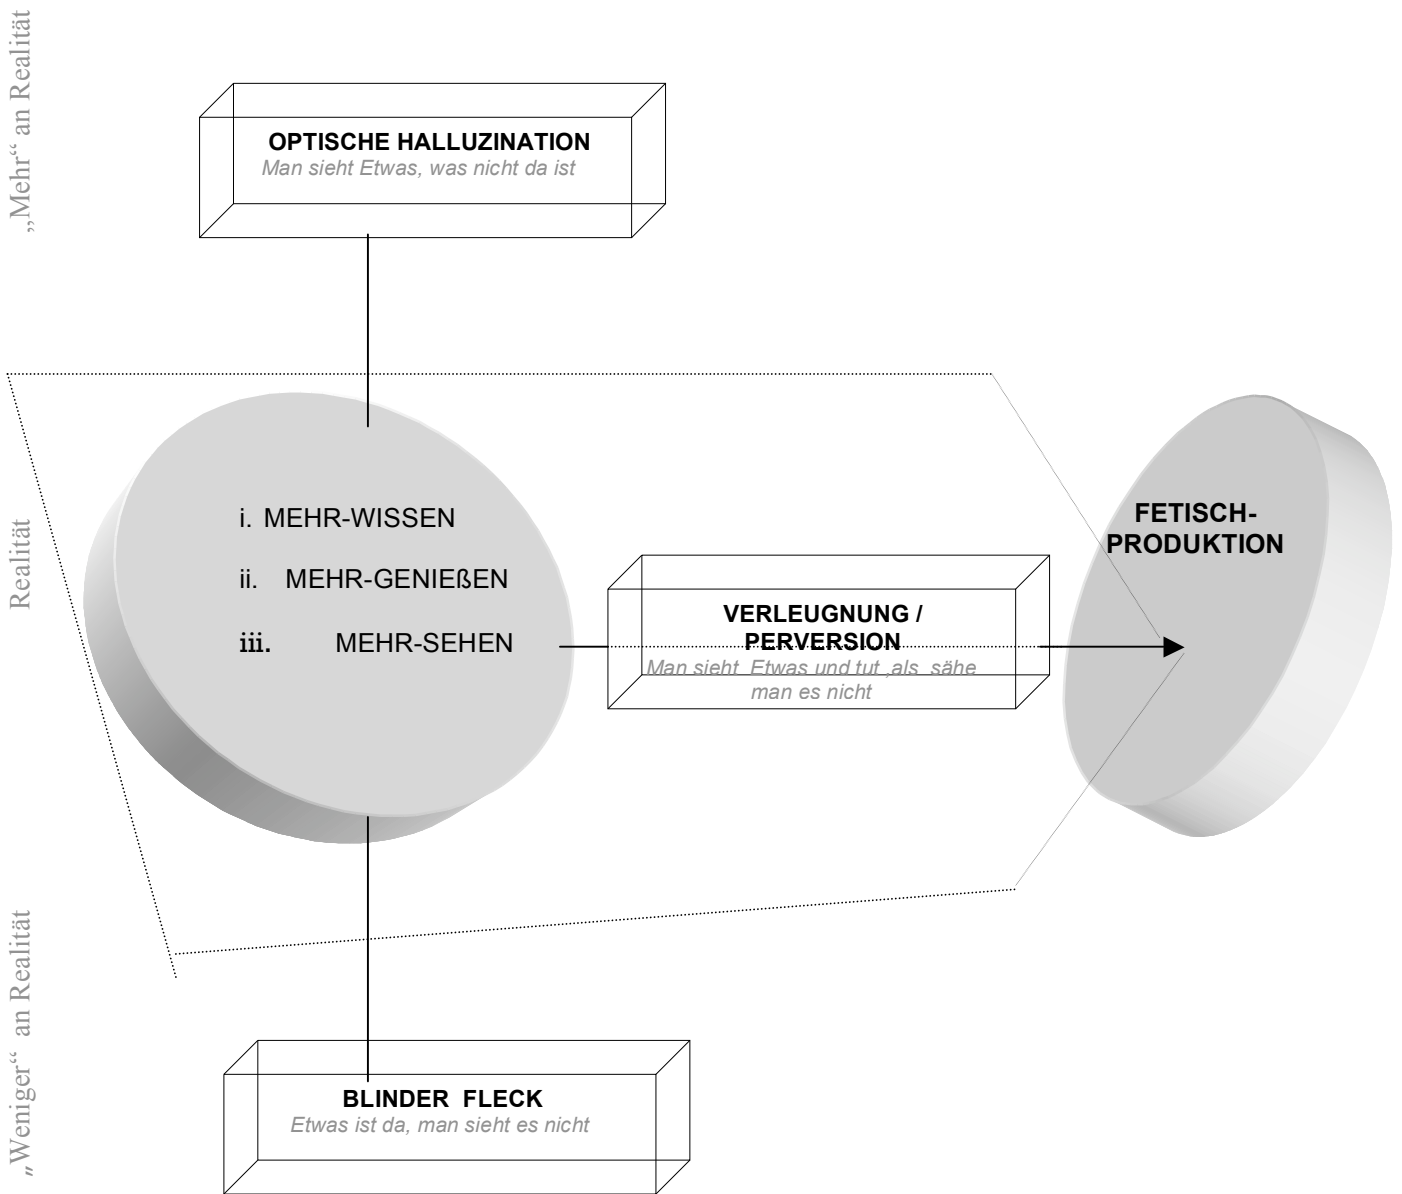 „Mehr“ an Realität
OPTISCHE HALLUZINATION
Man sieht Etwas, was nicht da ist
Realität
i. MEHR-WISSEN
ii. MEHR-GENIEßEN
iii. MEHR-SEHEN
VERLEUGNUNG /
PERVERSION
Man sieht Etwas und tut ,als sähe
man es nicht
FETISCH-
PRODUKTION
„Weniger“ an Realität
BLINDER FLECK
Etwas ist da, man sieht es nicht